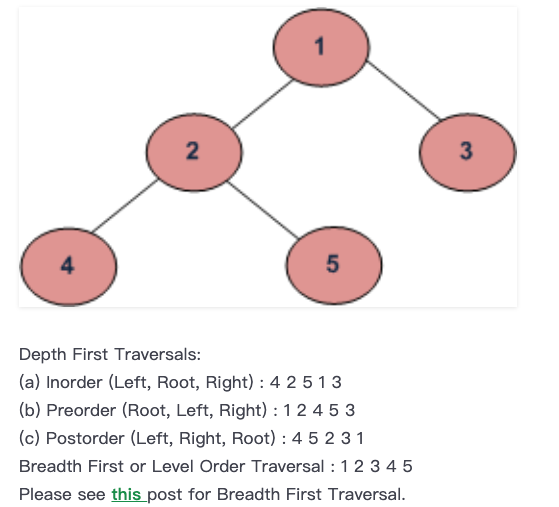 1
2
3
4
5
Depth First Traversals:
(a) Inorder (Left, Root, Right) : 4 2 5 1 3
(b) Preorder (Root, Left, Right) : 1 2 4 5 3
(c) Postorder (Left, Right, Root) : 4 5 2 3 1
Breadth First or Level Order Traversal : 1 2 3 4 5
Please see this post for Breadth First Traversal.